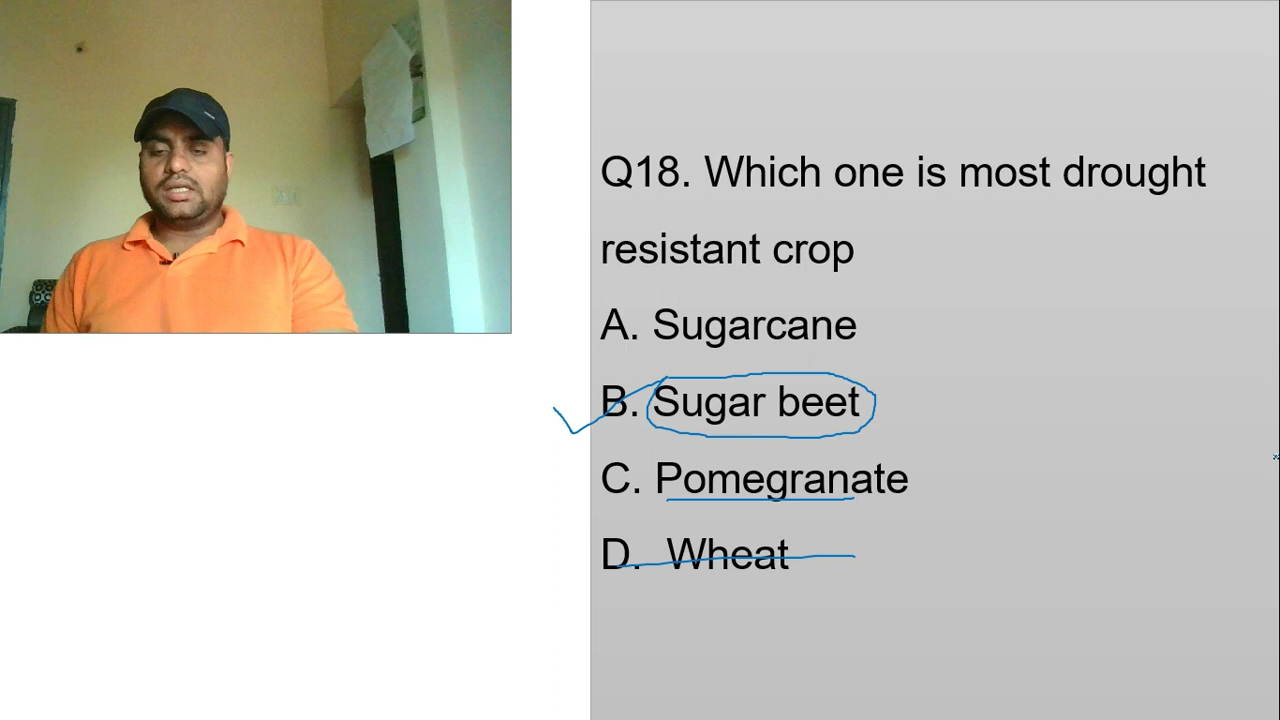 Q18. Which one is most drought
resistant crop
A. Sugarcane
B. Sugar beet
C. Pomegranate
D. Wheat